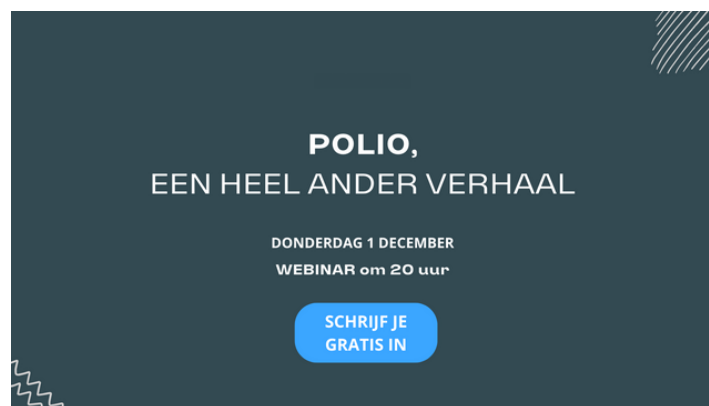 POLIO,
EEN HEEL ANDER VERHAAL
DONDERDAG 1 DECEMBER
WEBINAR om 20 uur
SCHRIJF JE
GRATIS IN